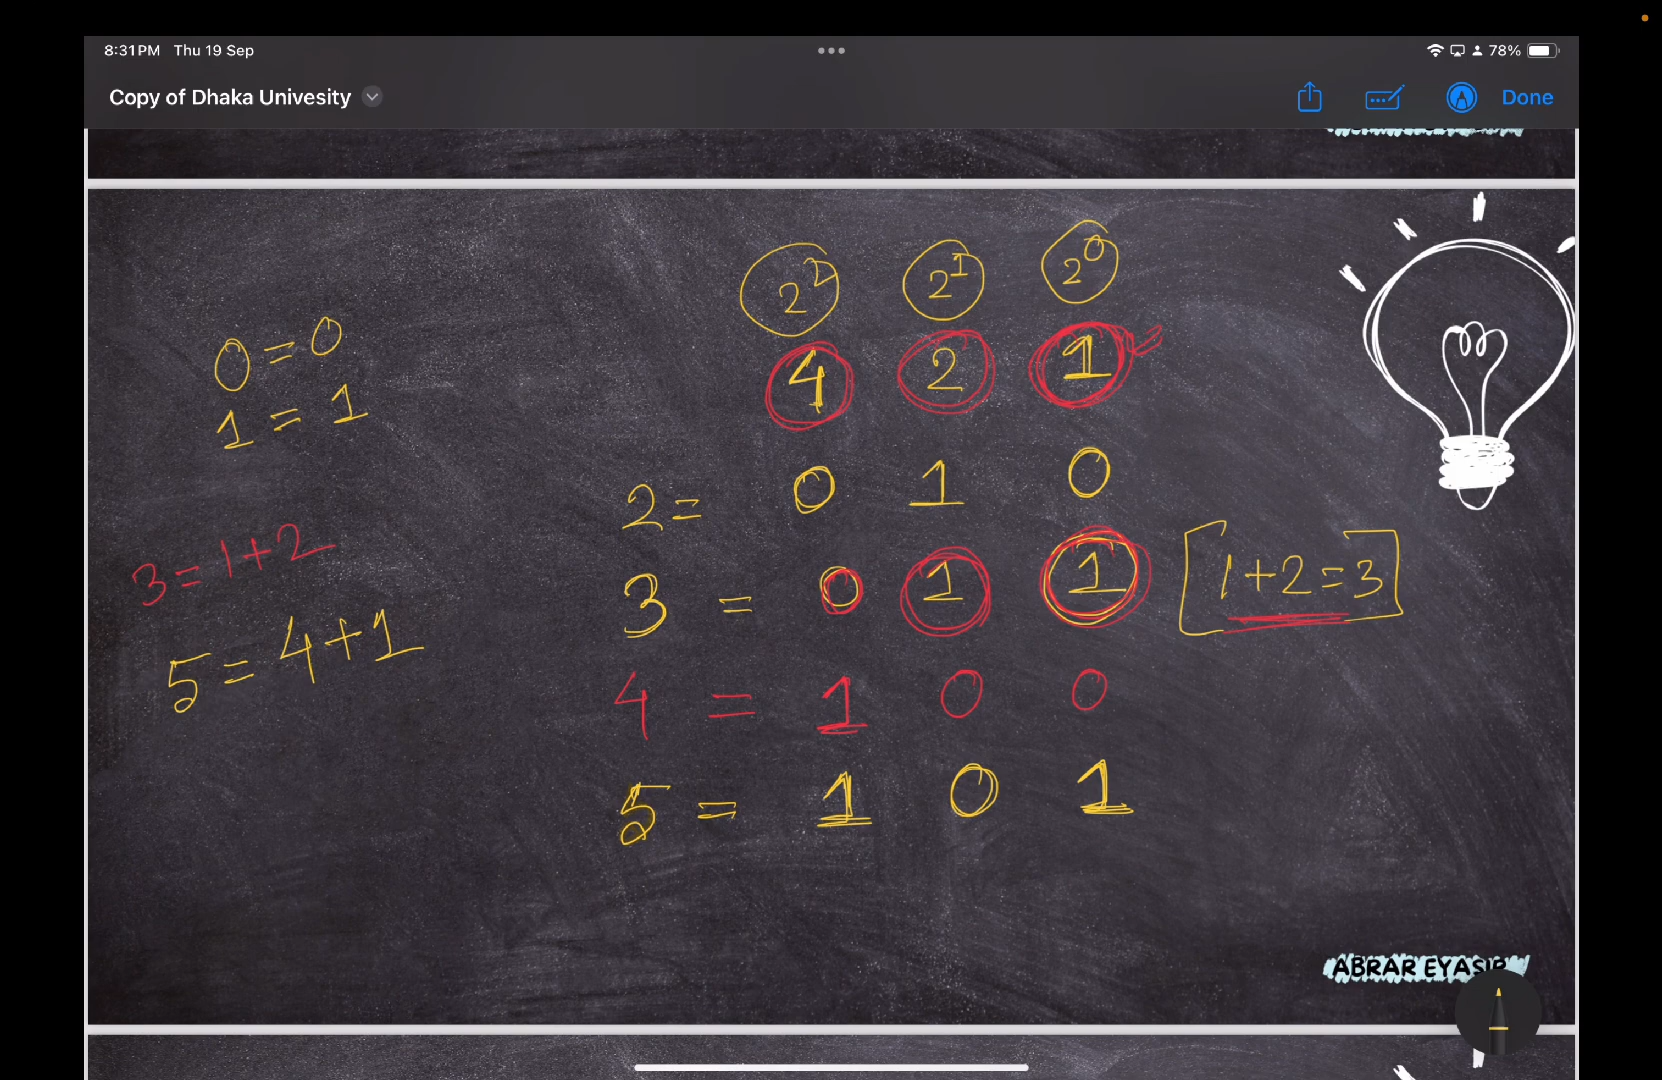 8:31PM Thu 19 Sep
78%
Copy of Dhaka Univesity
Done
2² 2¹ 2⁰
4 2 1
0=0
1=1
2= 0 1 0
3=1+2
3 = 0 1 1 [1+2=3]
5=4+1
4 = 1 0 0
5 = 1 0 1
ABRAR EYASIR